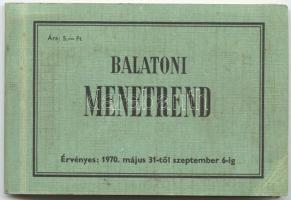 Ára: 5,— Ft
BALATONI
MENETREND
Érvényes: 1970. május 31-től szeptember 6-ig